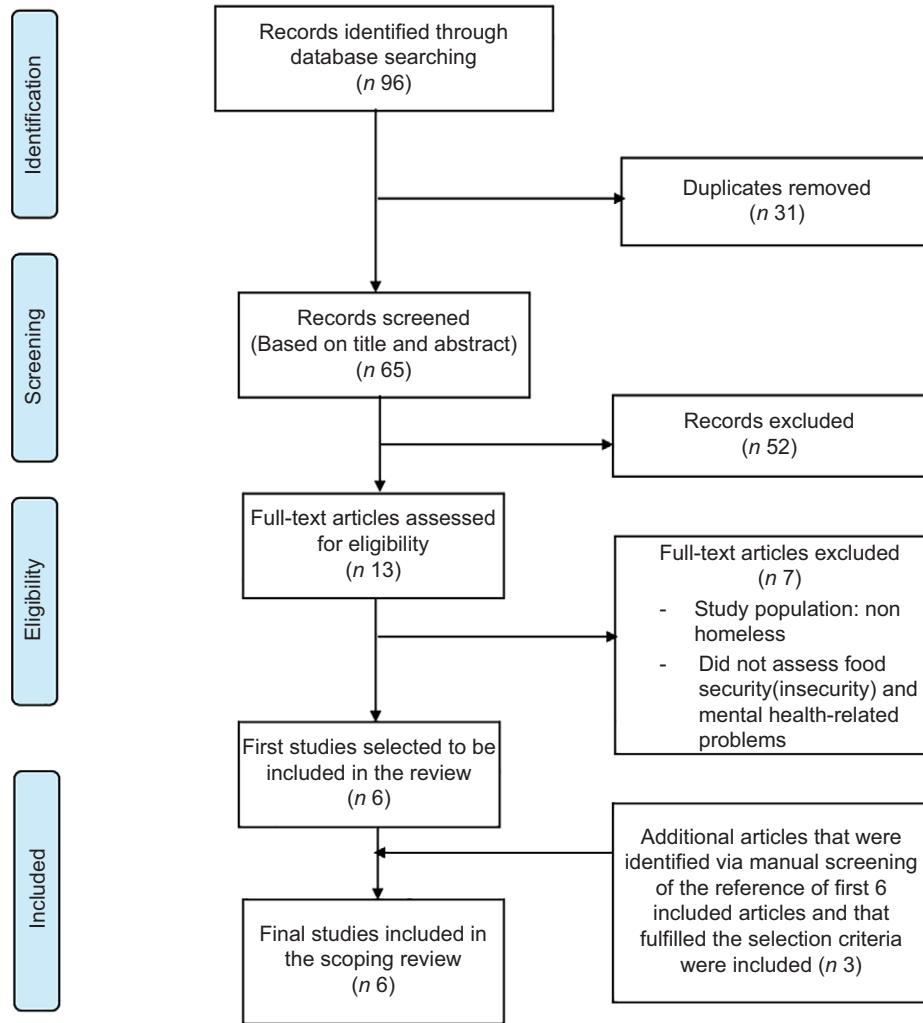 Identification
Records identified through
database searching
(n 96)
Duplicates removed
(n 31)
Screening
Records screened
(Based on title and abstract)
(n 65)
Records excluded
(n 52)
Eligibility
Full-text articles assessed
for eligibility
(n 13)
Full-text articles excluded
(n 7)
- Study population: non
homeless
- Did not assess food
security(insecurity) and
mental health-related
problems
First studies selected to be
included in the review
(n 6)
Included
Additional articles that were
identified via manual screening
of the reference of first 6
included articles and that
fulfilled the selection criteria
were included (n 3)
Final studies included in
the scoping review
(n 6)